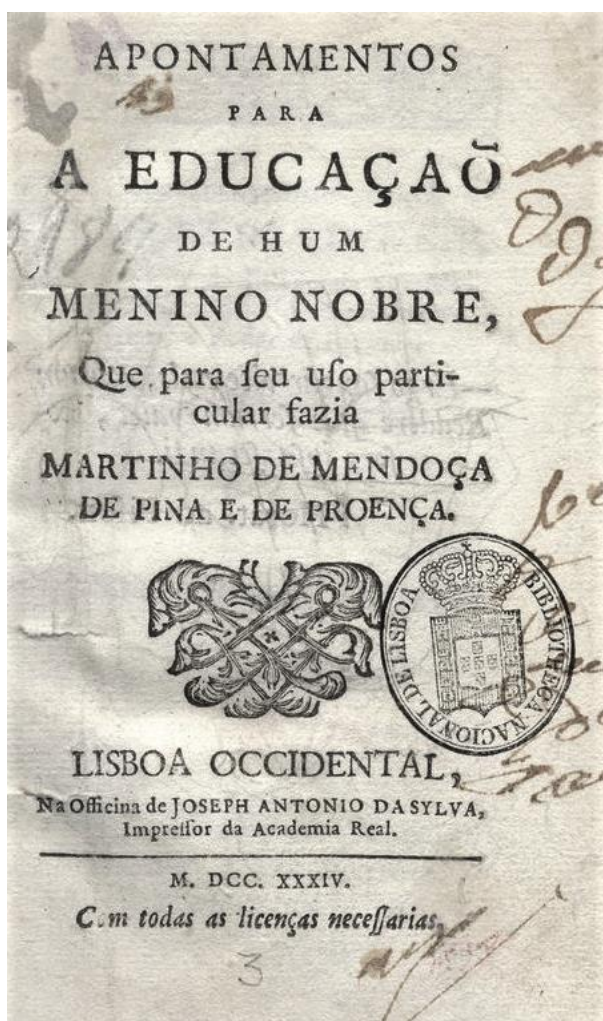 APONTAMENTOS
PARA
A EDUCAÇAÕ
DE HUM
MENINO NOBRE,
Que para ſeu uſo parti-
cular fazia
MARTINHO DE MENDOÇA
DE PINA E DE PROENÇA.
BIBLIOTHECA NACIONAL DE LISBOA
LISBOA OCCIDENTAL,
Na Officina de JOSEPH ANTONIO DA SYLVA,
Impreſſor da Academia Real.
M. DCC. XXXIV.
Com todas as licenças neceſſarias.
3